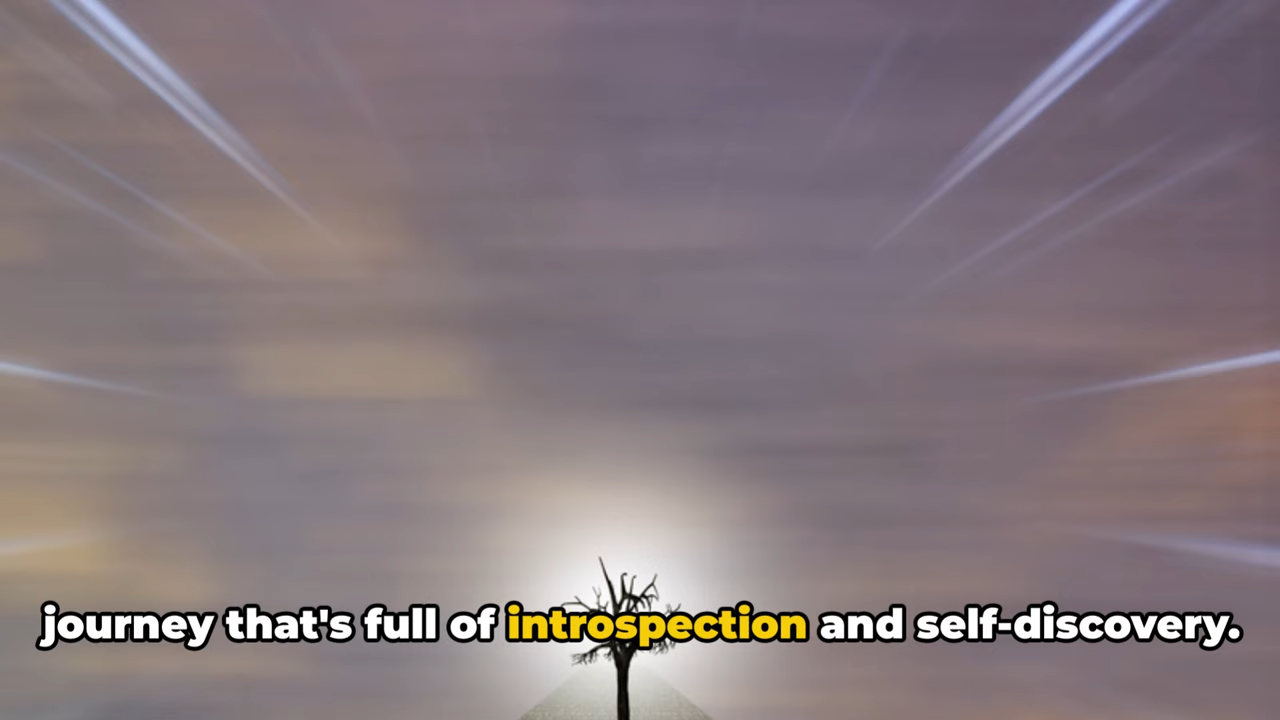 journey that's full of introspection and self-discovery.